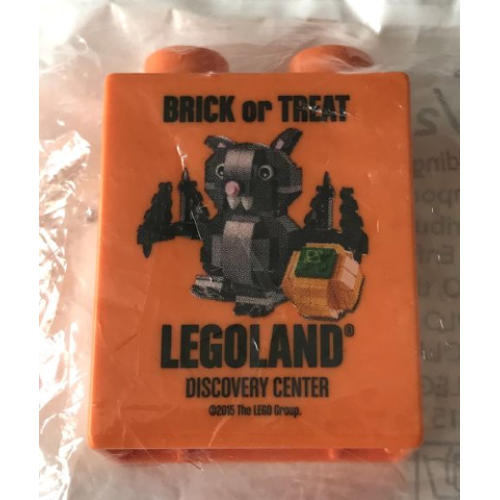 BRICK or TREAT
LEGOLAND®
DISCOVERY CENTER
©2015 The LEGO Group.